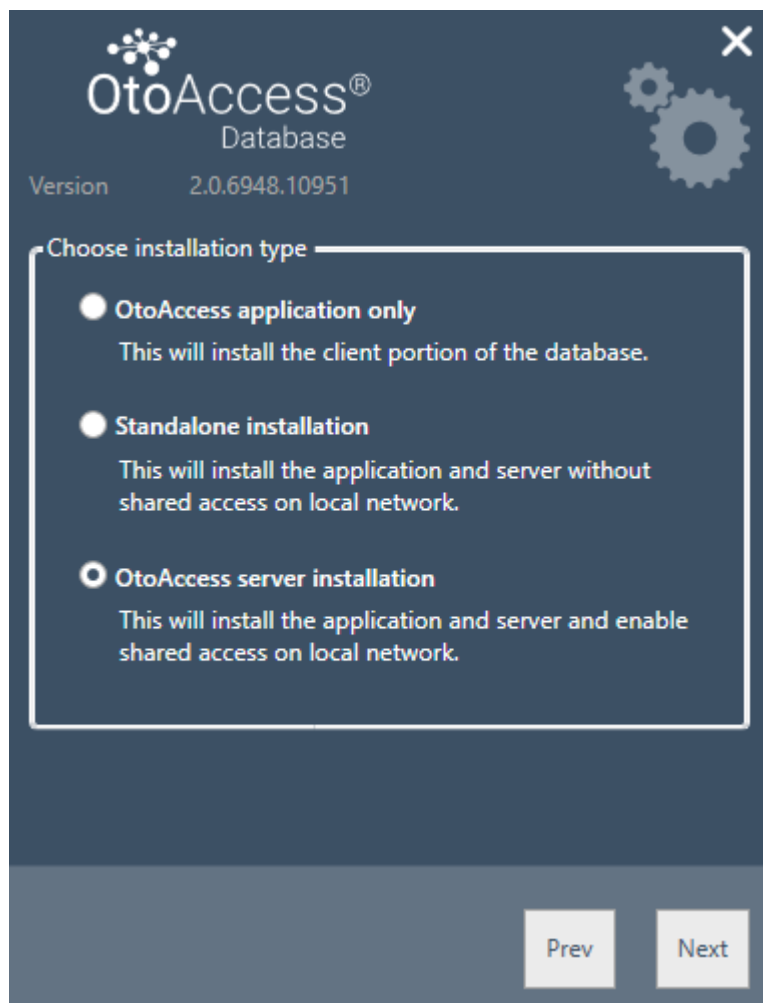 OtoAccess®
Database
Version 2.0.6948.10951
Choose installation type
OtoAccess application only
This will install the client portion of the database.
Standalone installation
This will install the application and server without
shared access on local network.
OtoAccess server installation
This will install the application and server and enable
shared access on local network.
Prev Next